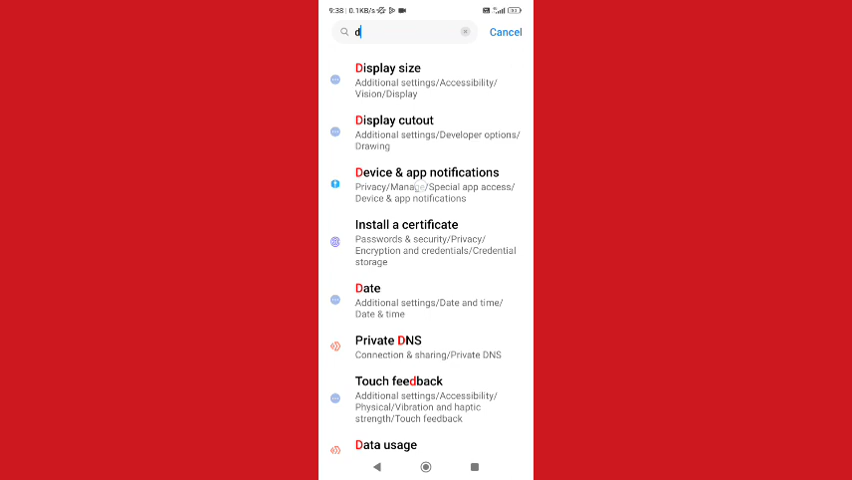 9:38 | 0.1KB/s
d
Cancel
Display size
Additional settings/Accessibility/
Vision/Display
Display cutout
Additional settings/Developer options/
Drawing
Device & app notifications
Privacy/Manage/Special app access/
Device & app notifications
Install a certificate
Passwords & security/Privacy/
Encryption and credentials/Credential
storage
Date
Additional settings/Date and time/
Date & time
Private DNS
Connection & sharing/Private DNS
Touch feedback
Additional settings/Accessibility/
Physical/Vibration and haptic
strength/Touch feedback
Data usage